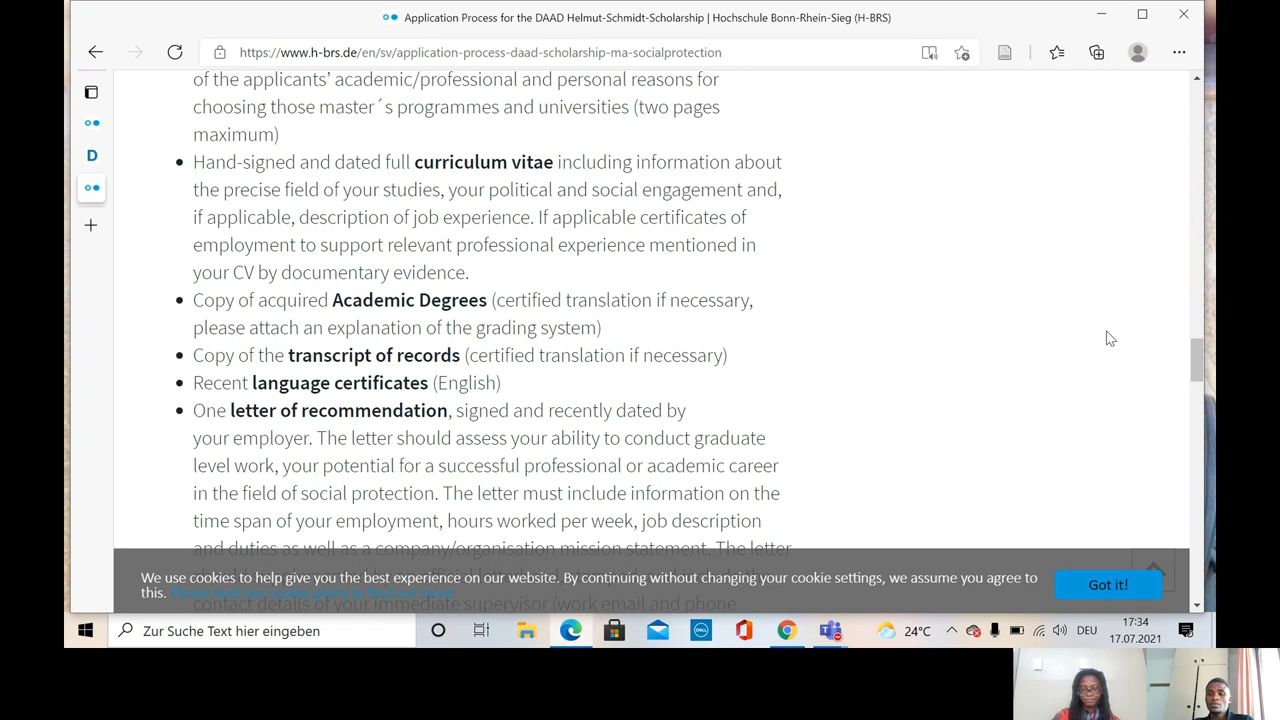 Application Process for the DAAD Helmut-Schmidt-Scholarship | Hochschule Bonn-Rhein-Sieg (H-BRS)
https://www.h-brs.de/en/sv/application-process-daad-scholarship-ma-socialprotection
of the applicants’ academic/professional and personal reasons for
choosing those master´s programmes and universities (two pages
maximum)
Hand-signed and dated full curriculum vitae including information about
the precise field of your studies, your political and social engagement and,
if applicable, description of job experience. If applicable certificates of
employment to support relevant professional experience mentioned in
your CV by documentary evidence.
Copy of acquired Academic Degrees (certified translation if necessary,
please attach an explanation of the grading system)
Copy of the transcript of records (certified translation if necessary)
Recent language certificates (English)
One letter of recommendation, signed and recently dated by
your employer. The letter should assess your ability to conduct graduate
level work, your potential for a successful professional or academic career
in the field of social protection. The letter must include information on the
time span of your employment, hours worked per week, job description
and duties as well as a company/organisation mission statement. The letter
We use cookies to help give you the best experience on our website. By continuing without changing your cookie settings, we assume you agree to
this. Please read our cookie policy to find out more
Got it!
contact details of your immediate supervisor (work email and phone
Zur Suche Text hier eingeben
24°C
DEU
17:34
17.07.2021